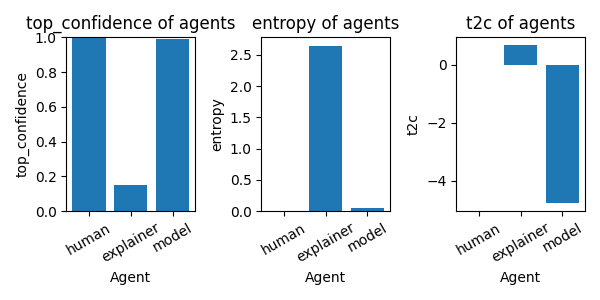 top_confidence of agents
top_confidence
1.0
0.8
0.6
0.4
0.2
0.0
human
explainer
model
Agent
entropy of agents
entropy
2.5
2.0
1.5
1.0
0.5
0.0
human
explainer
model
Agent
t2c of agents
t2c
0
−2
−4
human
explainer
model
Agent